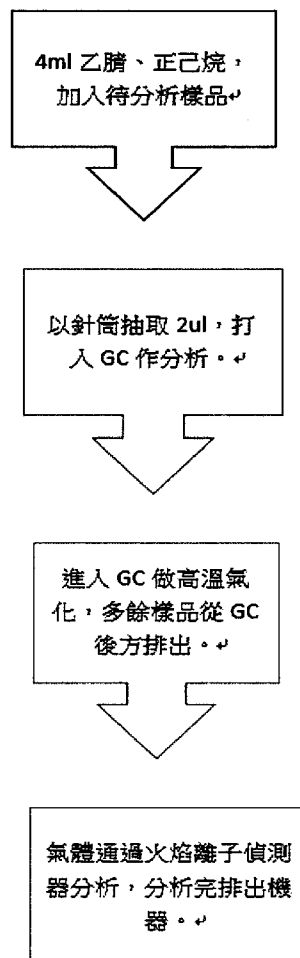 4ml 乙腈、正己烷，
加入待分析樣品↵
以針筒抽取 2ul，打
入 GC 作分析。↵
進入 GC 做高溫氣
化，多餘樣品從 GC
後方排出。↵
氣體通過火焰離子偵測
器分析，分析完排出機
器。↵